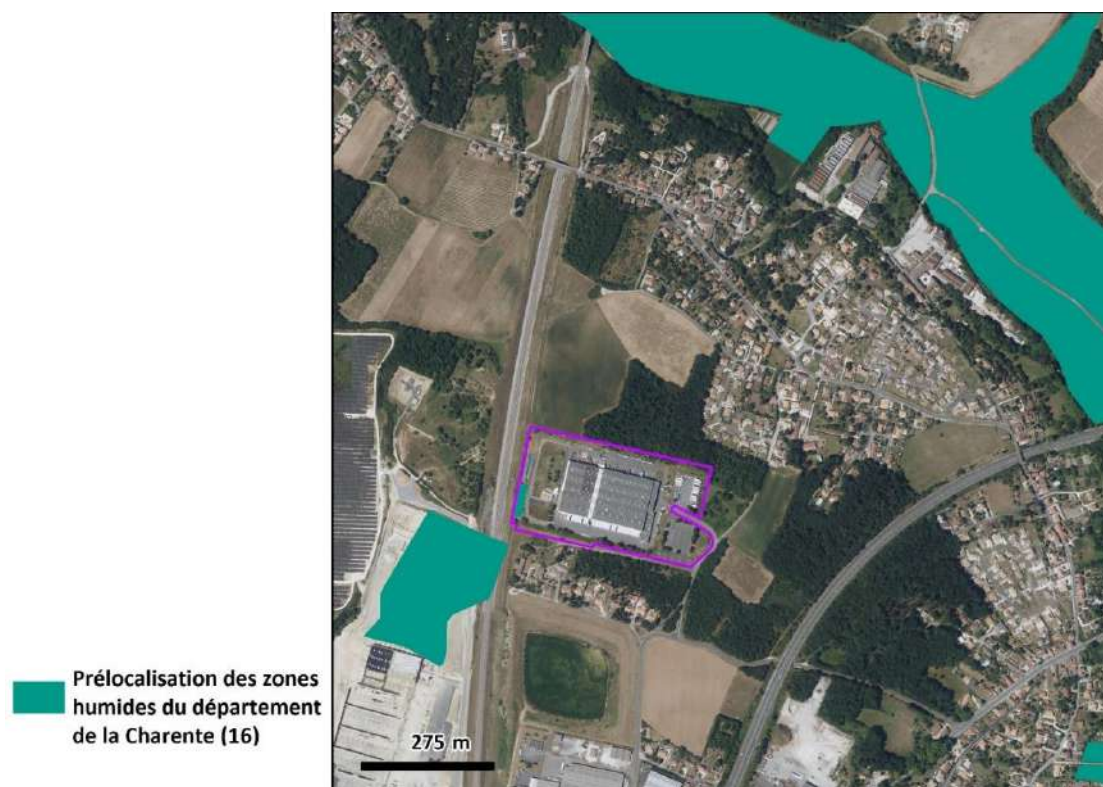 Prélocalisation des zones
humides du département
de la Charente (16)
275 m